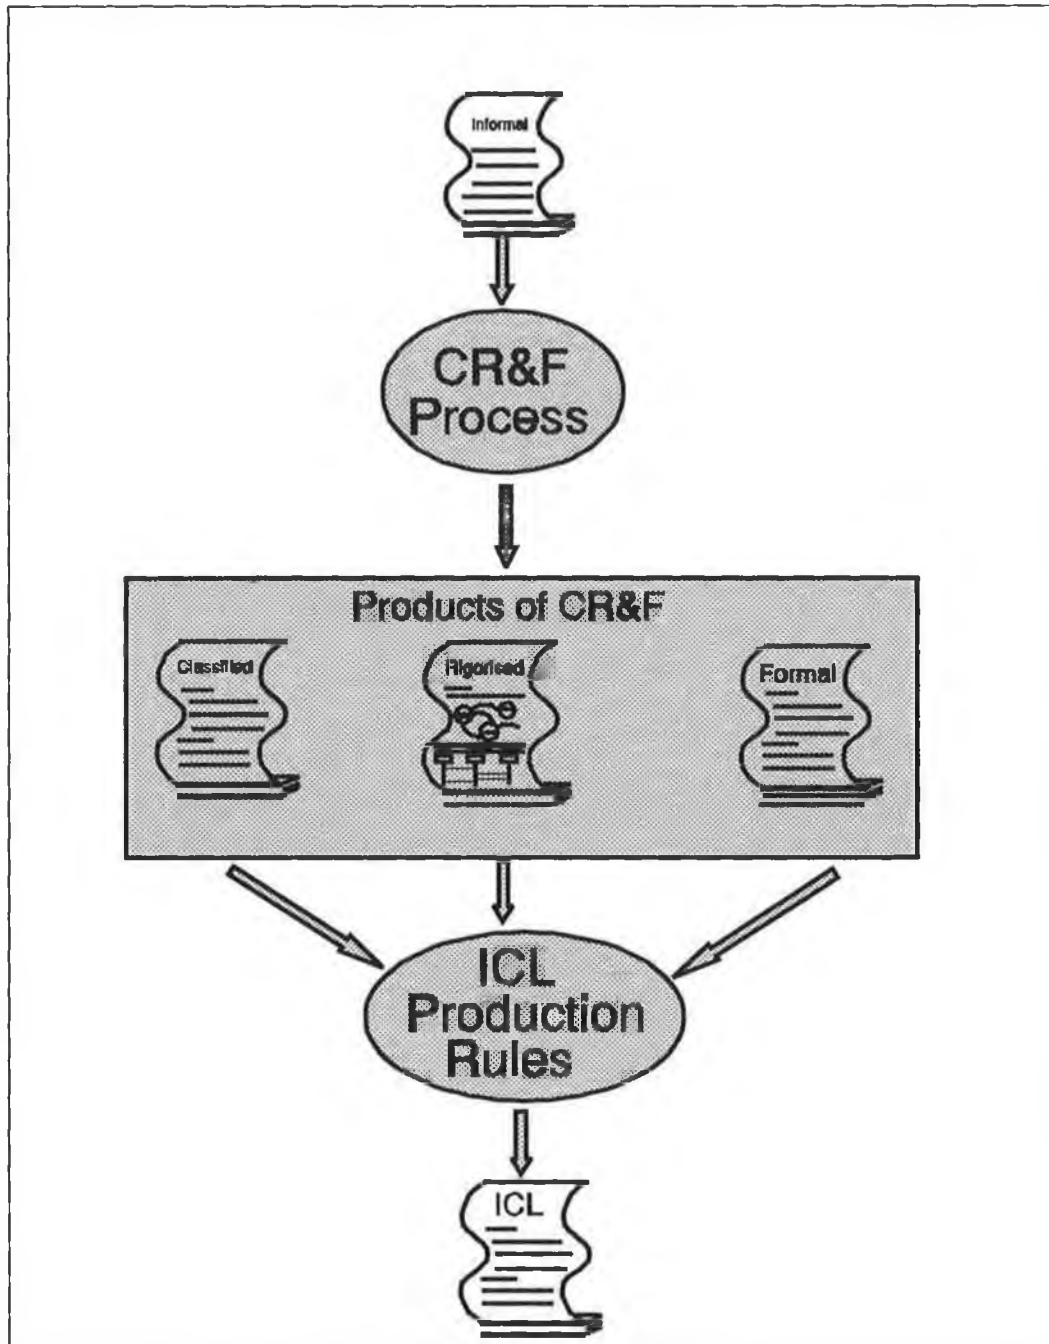 Informal
CR&F
Process
Products of CR&F
Classified
Rigorised
Formal
ICL
Production
Rules
ICL